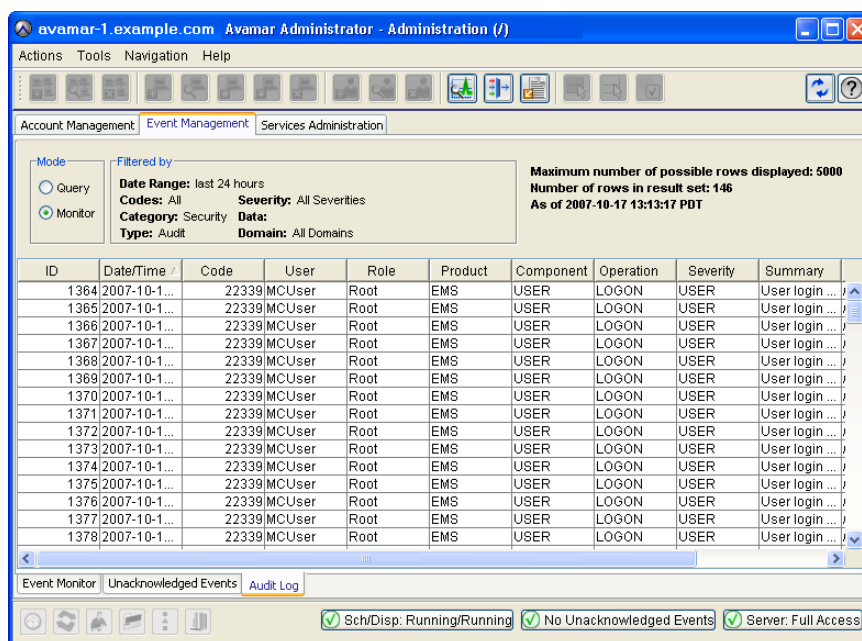 avamar-1.example.com Avamar Administrator - Administration (/)
Actions Tools Navigation Help
Account Management Event Management Services Administration
Mode
Query
Monitor
Filtered by
Date Range: last 24 hours
Codes: All Severity: All Severities
Category: Security Data:
Type: Audit Domain: All Domains
Maximum number of possible rows displayed: 5000
Number of rows in result set: 146
As of 2007-10-17 13:13:17 PDT
ID Date/Time Code User Role Product Component Operation Severity Summary
1364 2007-10-1... 22339 MCUser Root EMS USER LOGON USER User login ...
1365 2007-10-1... 22339 MCUser Root EMS USER LOGON USER User login ...
1366 2007-10-1... 22339 MCUser Root EMS USER LOGON USER User login ...
1367 2007-10-1... 22339 MCUser Root EMS USER LOGON USER User login ...
1368 2007-10-1... 22339 MCUser Root EMS USER LOGON USER User login ...
1369 2007-10-1... 22339 MCUser Root EMS USER LOGON USER User login ...
1370 2007-10-1... 22339 MCUser Root EMS USER LOGON USER User login ...
1371 2007-10-1... 22339 MCUser Root EMS USER LOGON USER User login ...
1372 2007-10-1... 22339 MCUser Root EMS USER LOGON USER User login ...
1373 2007-10-1... 22339 MCUser Root EMS USER LOGON USER User login ...
1374 2007-10-1... 22339 MCUser Root EMS USER LOGON USER User login ...
1375 2007-10-1... 22339 MCUser Root EMS USER LOGON USER User login ...
1376 2007-10-1... 22339 MCUser Root EMS USER LOGON USER User login ...
1377 2007-10-1... 22339 MCUser Root EMS USER LOGON USER User login ...
1378 2007-10-1... 22339 MCUser Root EMS USER LOGON USER User login ...
Event Monitor Unacknowledged Events Audit Log
Sch/Disp: Running/Running No Unacknowledged Events Server: Full Access